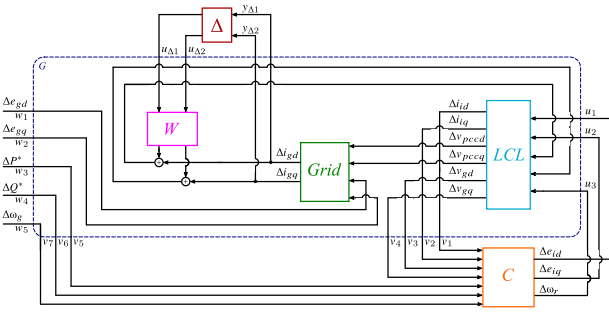 y_{Δ1}
Δ
y_{Δ2}
u_{Δ1} u_{Δ2}
G
Δe_{gd}
w_1
Δe_{gq}
w_2
ΔP*
w_3
ΔQ*
w_4
Δω_g
w_5
W
-
+
Δi_{gd}
Δi_{gq}
Grid
Δi_{id}
Δi_{iq}
Δv_{pccd}
Δv_{pccq}
Δv_{gd}
Δv_{gq}
LCL
u_1
u_2
u_3
v_7 v_6 v_5
v_4 v_3 v_2 v_1
C
Δe_{id}
Δe_{iq}
Δω_r